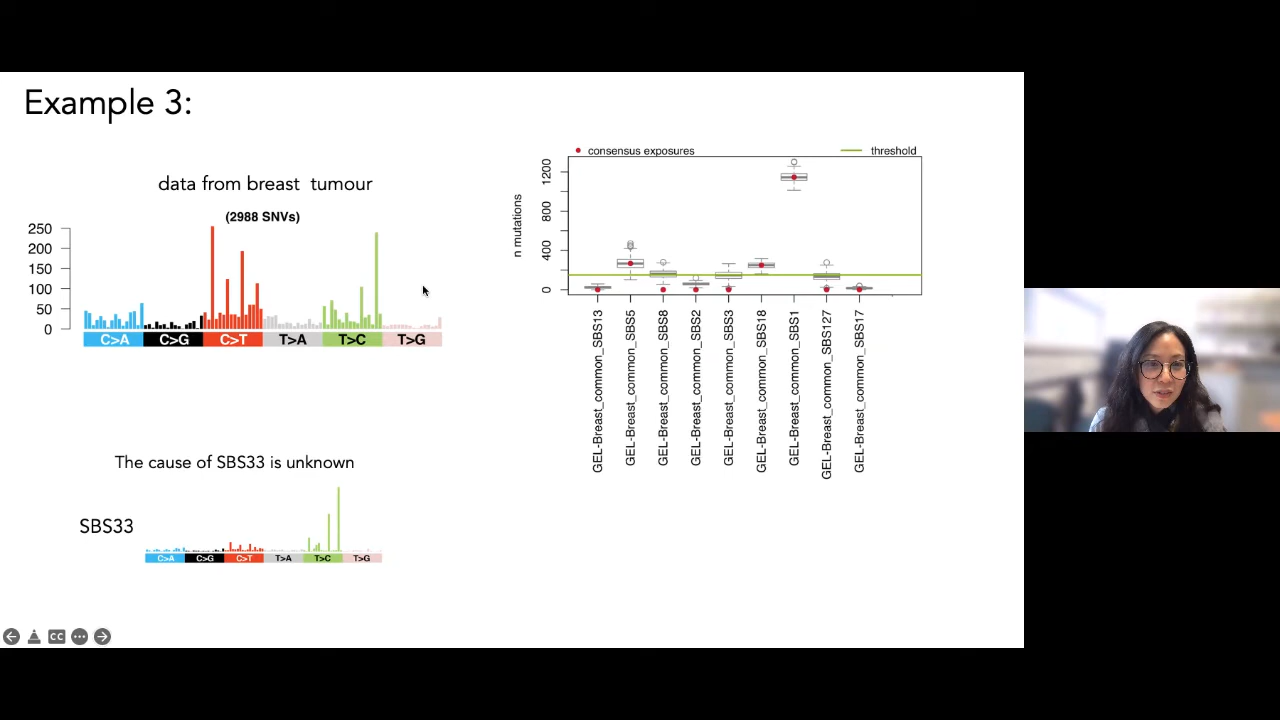 Example 3:
data from breast tumour
(2988 SNVs)
250
200
150
100
50
0
C>A C>G C>T T>A T>C T>G
The cause of SBS33 is unknown
SBS33
C>A C>G C>T T>A T>C T>G
consensus exposures threshold
n mutations
1200
800
400
0
GEL-Breast_common_SBS13
GEL-Breast_common_SBS5
GEL-Breast_common_SBS8
GEL-Breast_common_SBS2
GEL-Breast_common_SBS3
GEL-Breast_common_SBS18
GEL-Breast_common_SBS1
GEL-Breast_common_SBS127
GEL-Breast_common_SBS17
CC